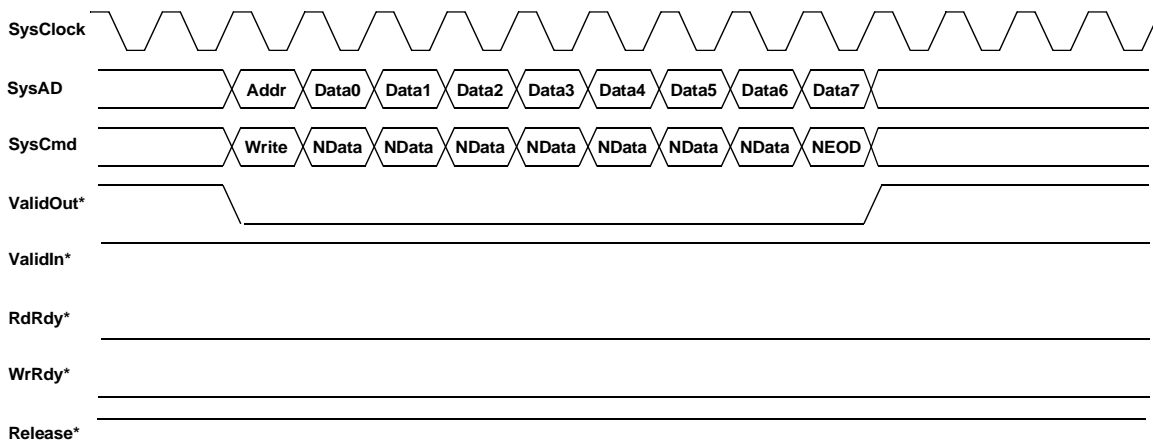 SysClock
SysAD Addr Data0 Data1 Data2 Data3 Data4 Data5 Data6 Data7
SysCmd Write NData NData NData NData NData NData NData NEOD
ValidOut*
ValidIn*
RdRdy*
WrRdy*
Release*